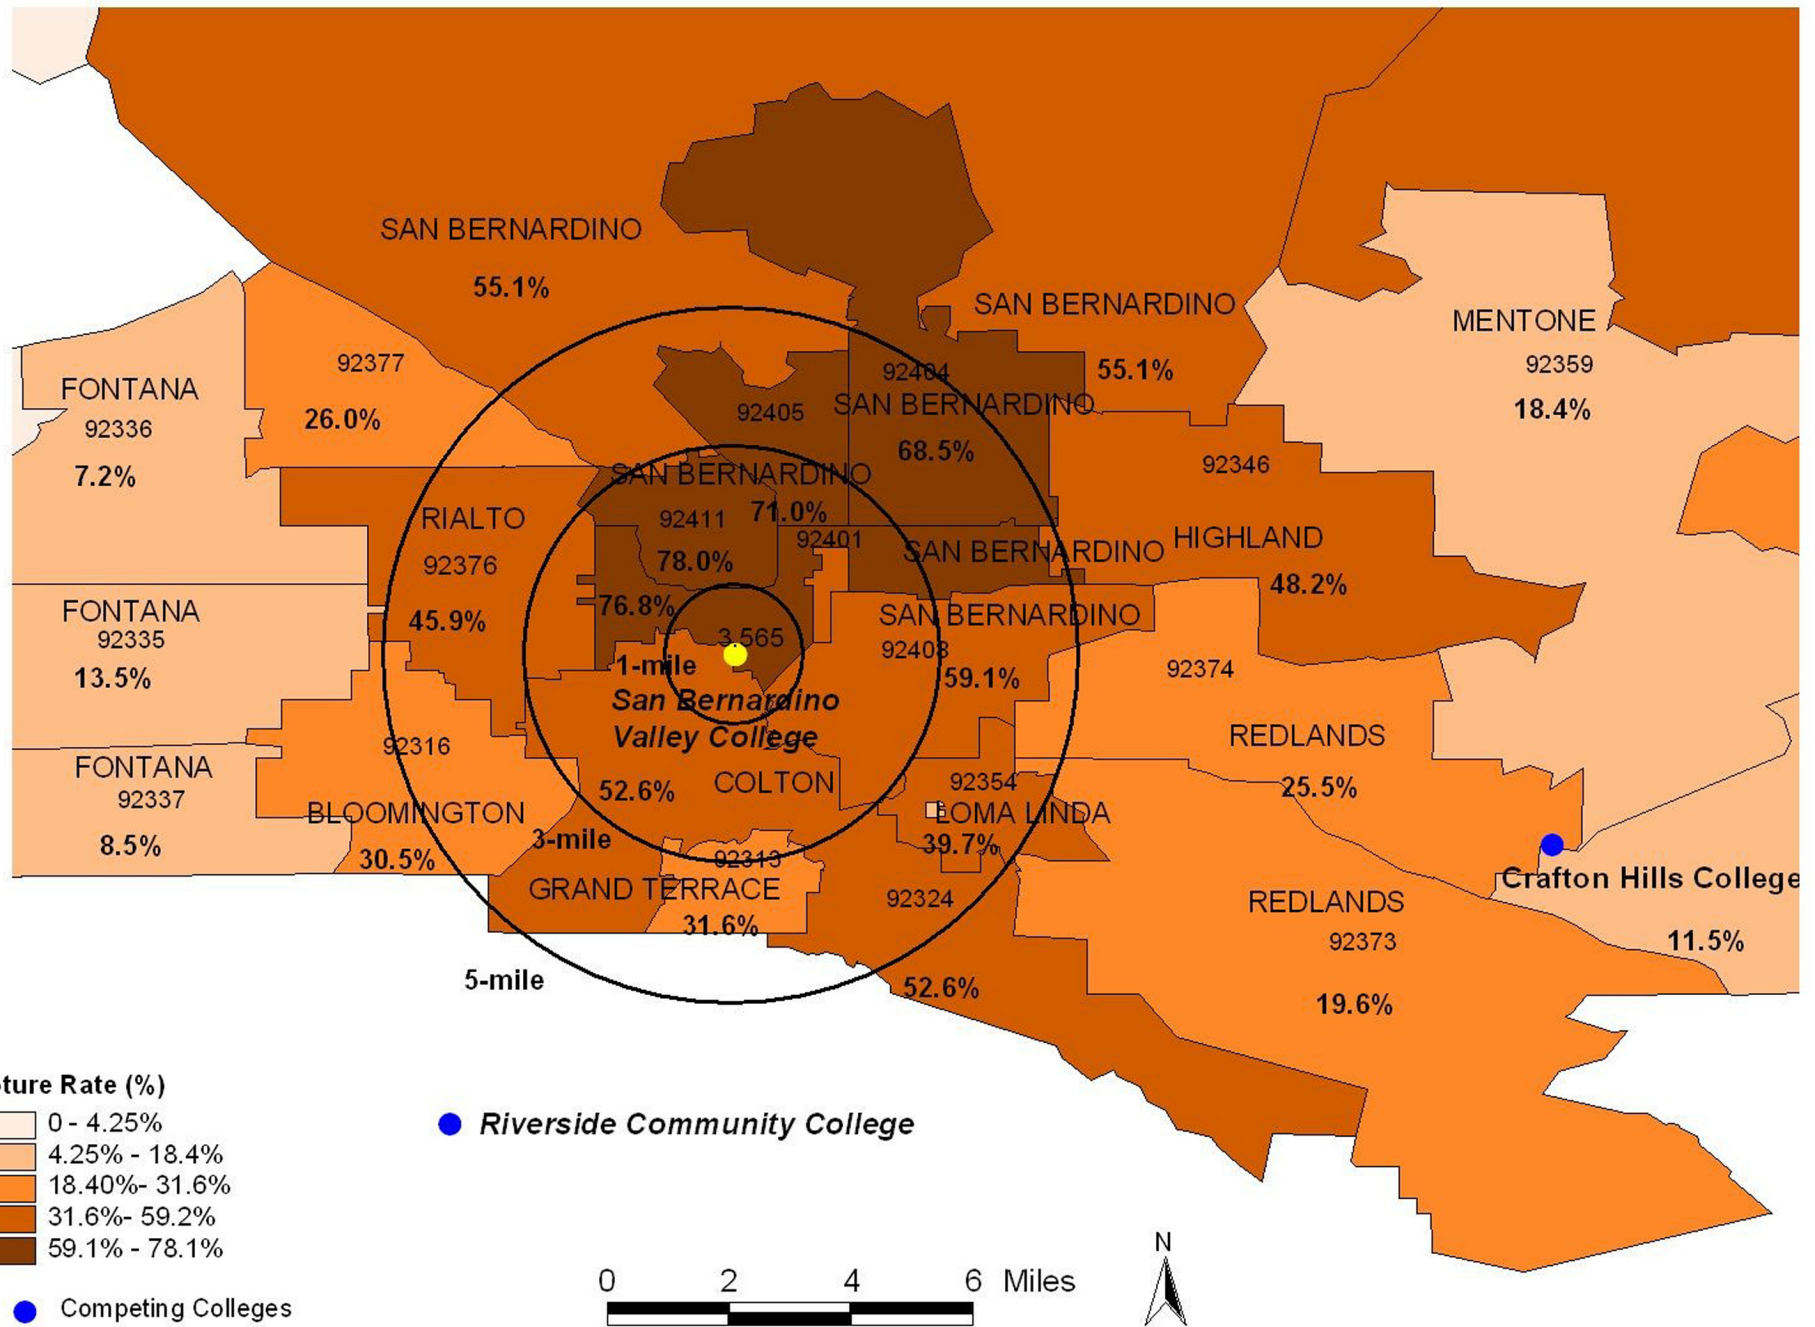 SAN BERNARDINO
55.1%
SAN BERNARDINO
55.1%
MENTONE
92359
18.4%
92377
26.0%
FONTANA
92336
7.2%
92404
SAN BERNARDINO
68.5%
92405
SAN BERNARDINO
71.0%
92411
78.0%
92401
SAN BERNARDINO
92346
HIGHLAND
48.2%
RIALTO
92376
45.9%
76.8%
3,565
1-mile
San Bernardino
Valley College
SAN BERNARDINO
92408
59.1%
FONTANA
92335
13.5%
92374
REDLANDS
25.5%
92316
BLOOMINGTON
30.5%
FONTANA
92337
8.5%
52.6%
COLTON
3-mile
92354
LOMA LINDA
39.7%
92313
GRAND TERRACE
31.6%
92324
52.6%
5-mile
REDLANDS
92373
19.6%
Crafton Hills College
11.5%
ture Rate (%)
0 - 4.25%
4.25% - 18.4%
18.40%- 31.6%
31.6%- 59.2%
59.1% - 78.1%
Competing Colleges
Riverside Community College
0 2 4 6 Miles
N